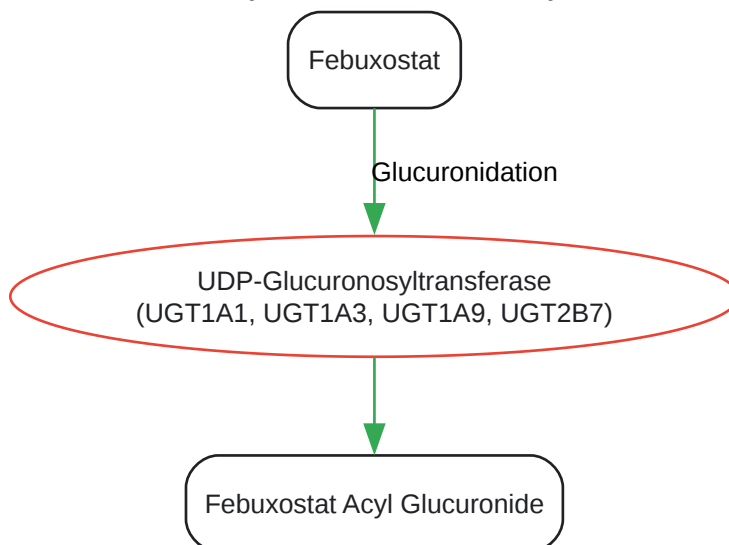 Febuxostat
Glucuronidation
UDP-Glucuronosyltransferase
(UGT1A1, UGT1A3, UGT1A9, UGT2B7)
Febuxostat Acyl Glucuronide